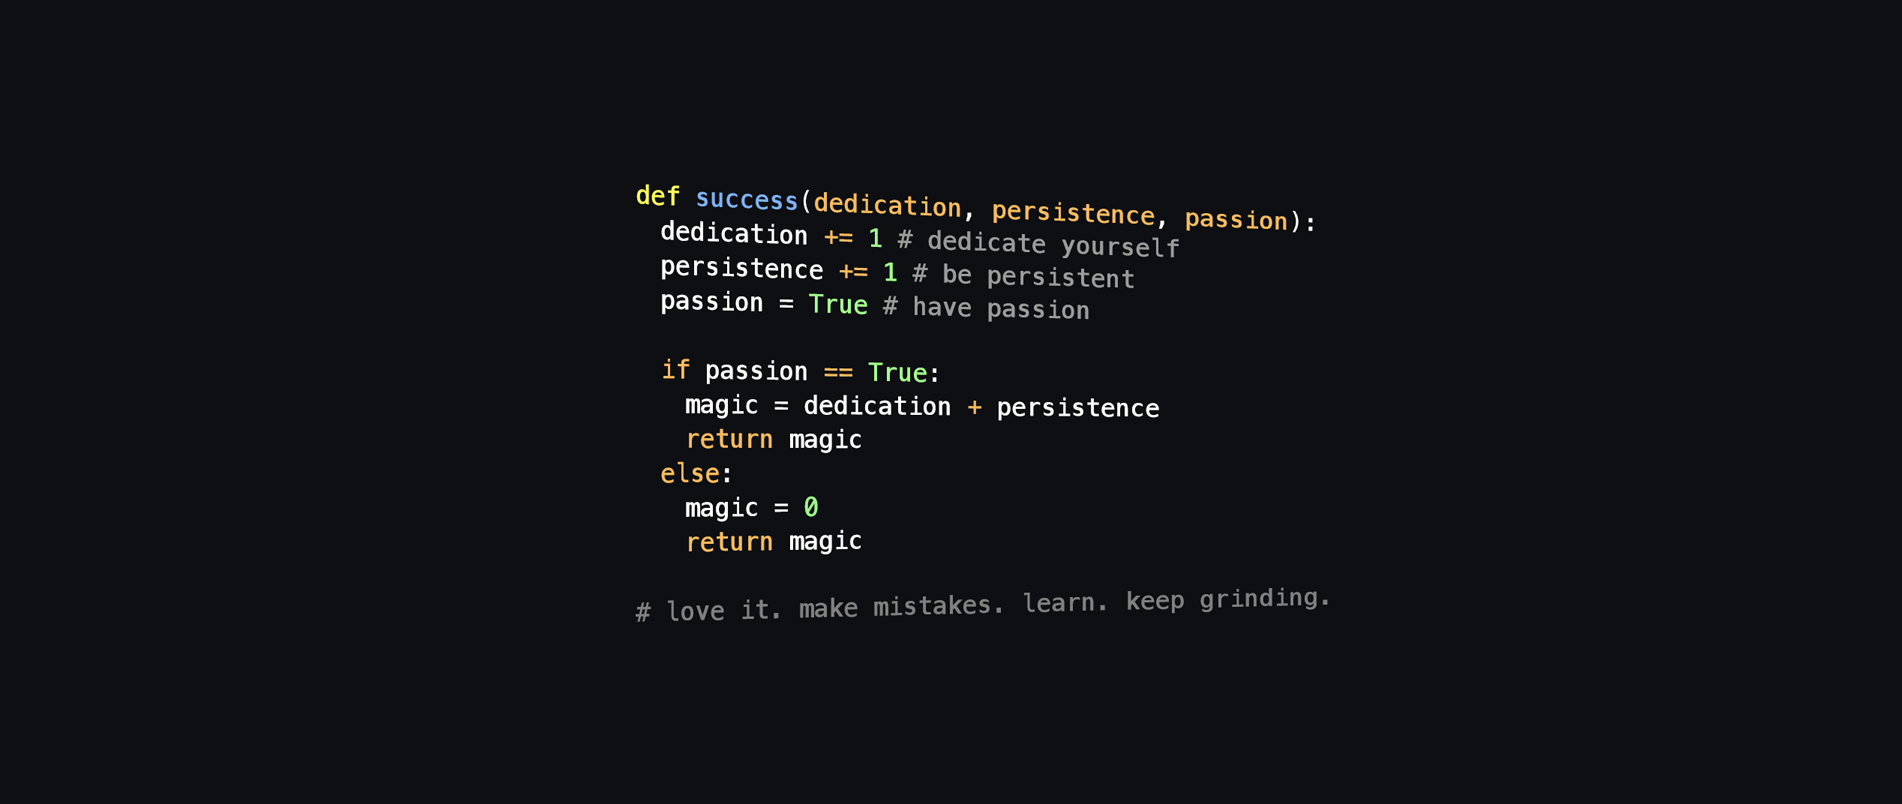 def success(dedication, persistence, passion):
  dedication += 1 # dedicate yourself
  persistence += 1 # be persistent
  passion = True # have passion

  if passion == True:
    magic = dedication + persistence
    return magic
  else:
    magic = 0
    return magic

# love it. make mistakes. learn. keep grinding.